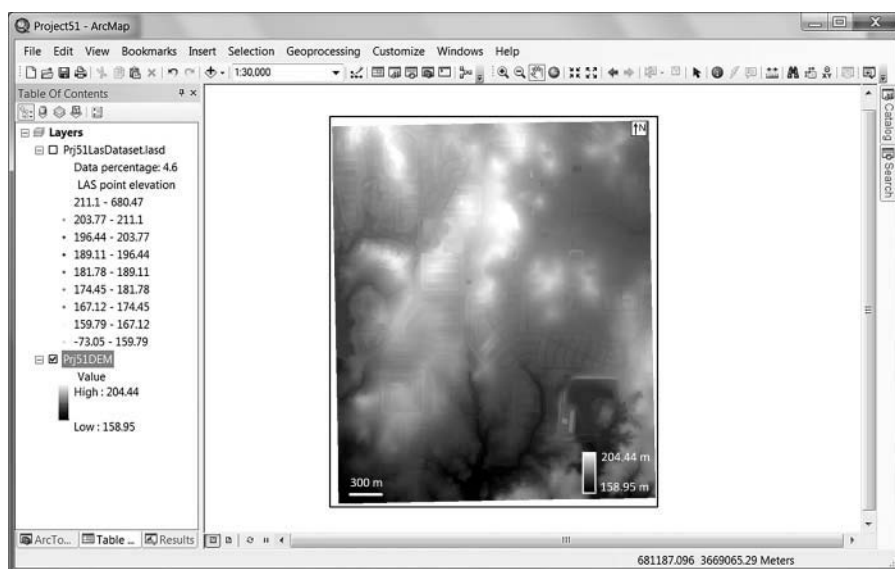 Project51 - ArcMap
File Edit View Bookmarks Insert Selection Geoprocessing Customize Windows Help
1:30,000
Table Of Contents
Layers
Prj51LasDataset.lasd
Data percentage: 4.6
LAS point elevation
211.1 - 680.47
203.77 - 211.1
196.44 - 203.77
189.11 - 196.44
181.78 - 189.11
174.45 - 181.78
167.12 - 174.45
159.79 - 167.12
-73.05 - 159.79
Prj51DEM
Value
High : 204.44
Low : 158.95
N
300 m
204.44 m
158.95 m
Catalog
Search
ArcTo... Table ... Results
681187.096 3669065.29 Meters